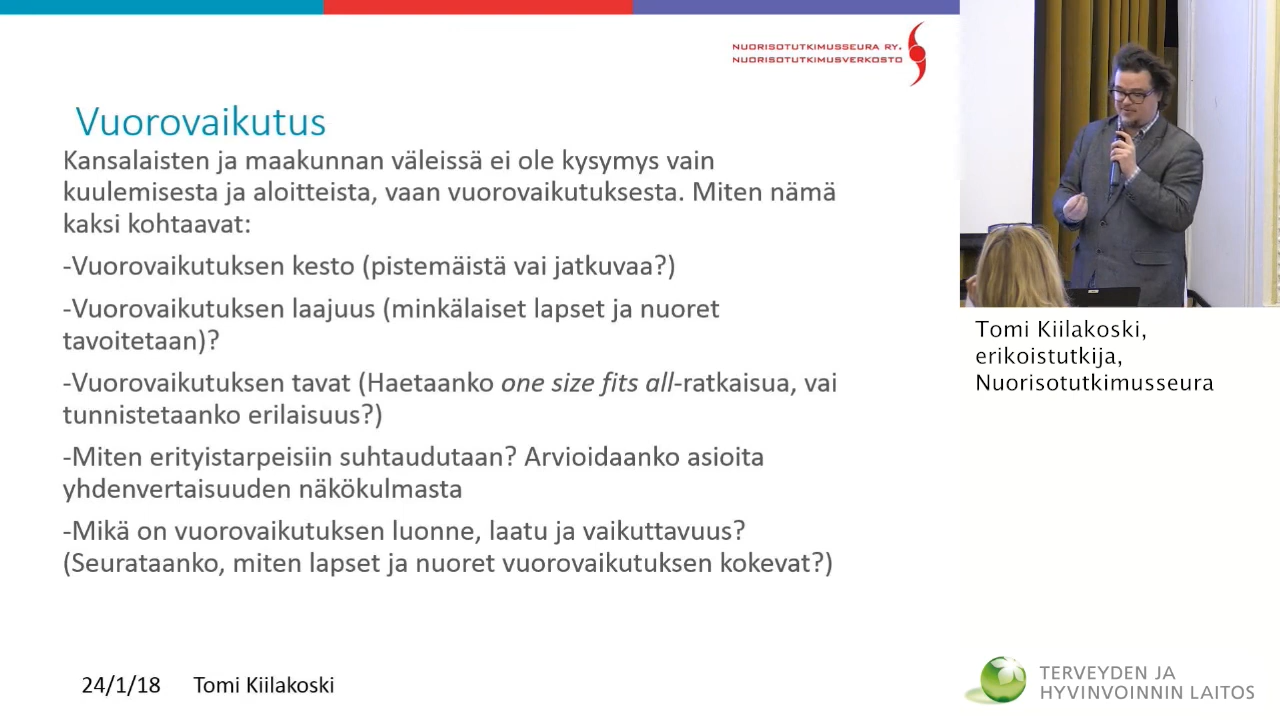 NUORISOTUTKIMUSSEURA RY.
NUORISOTUTKIMUSVERKOSTO
Vuorovaikutus
Kansalaisten ja maakunnan väleissä ei ole kysymys vain
kuulemisesta ja aloitteista, vaan vuorovaikutuksesta. Miten nämä
kaksi kohtaavat:
-Vuorovaikutuksen kesto (pistemäistä vai jatkuvaa?)
-Vuorovaikutuksen laajuus (minkälaiset lapset ja nuoret
tavoitetaan)?
-Vuorovaikutuksen tavat (Haetaanko one size fits all-ratkaisua, vai
tunnistetaanko erilaisuus?)
-Miten erityistarpeisiin suhtaudutaan? Arvioidaanko asioita
yhdenvertaisuuden näkökulmasta
-Mikä on vuorovaikutuksen luonne, laatu ja vaikuttavuus?
(Seurataanko, miten lapset ja nuoret vuorovaikutuksen kokevat?)
24/1/18 Tomi Kiilakoski
Tomi Kiilakoski,
erikoistutkija,
Nuorisotutkimusseura
TERVEYDEN JA
HYVINVOINNIN LAITOS